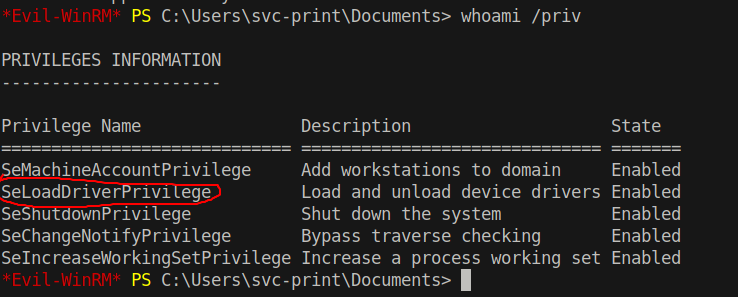 *Evil-WinRM* PS C:\Users\svc-print\Documents> whoami /priv
PRIVILEGES INFORMATION
----------------------
Privilege Name                Description                    State
============================= ============================== =======
SeMachineAccountPrivilege     Add workstations to domain     Enabled
SeLoadDriverPrivilege         Load and unload device drivers Enabled
SeShutdownPrivilege           Shut down the system           Enabled
SeChangeNotifyPrivilege       Bypass traverse checking       Enabled
SeIncreaseWorkingSetPrivilege Increase a process working set Enabled
*Evil-WinRM* PS C:\Users\svc-print\Documents>